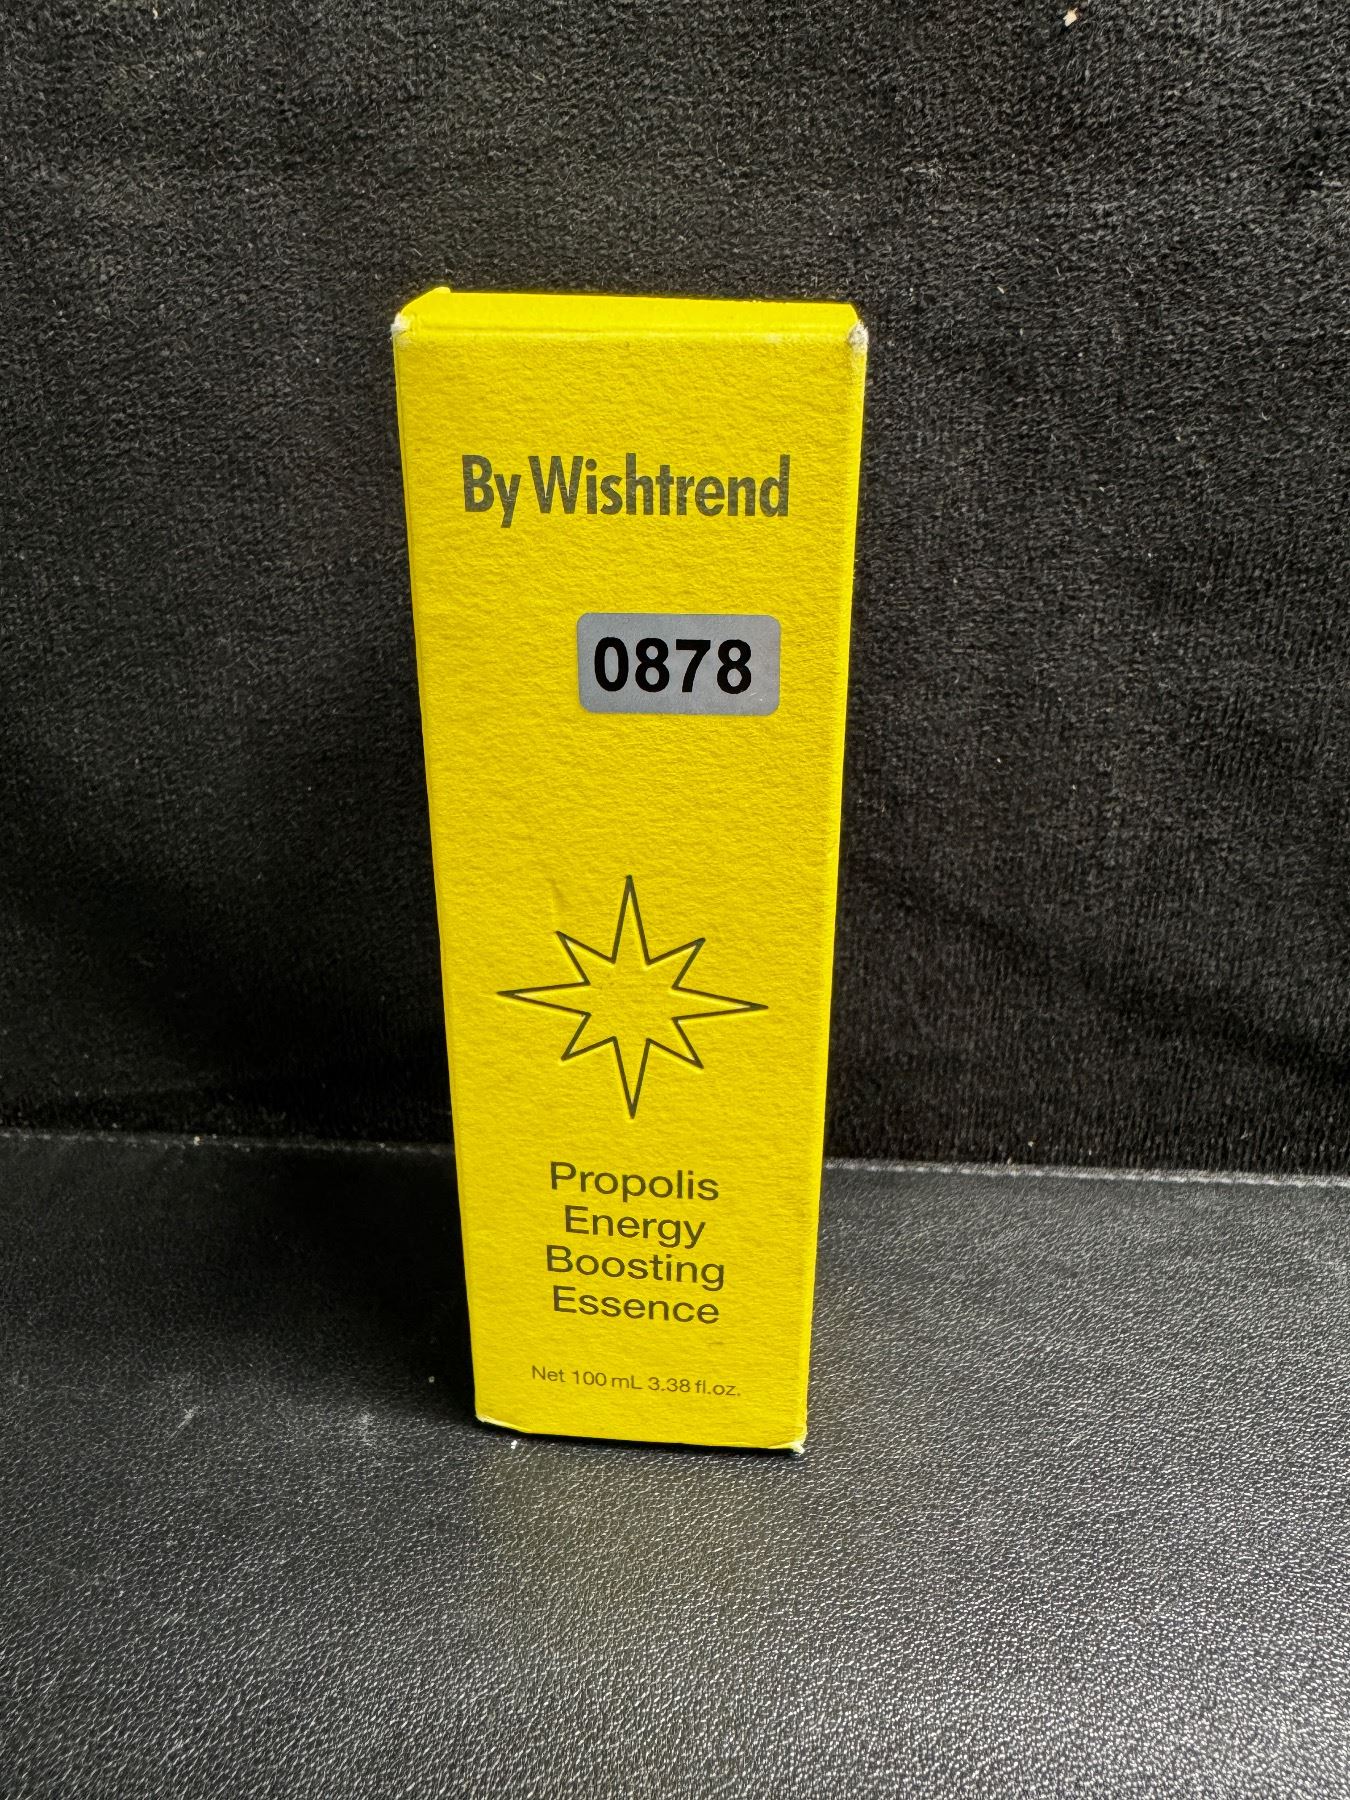 By Wishtrend
0878
Propolis
Energy
Boosting
Essence
Net 100 mL 3.38 fl.oz.